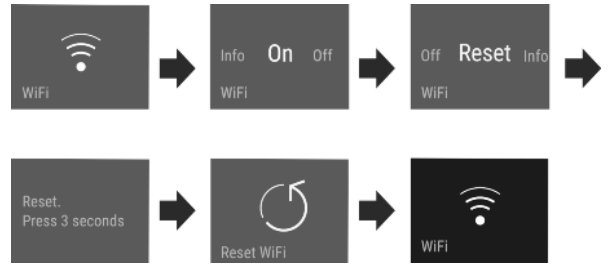 WiFi
Info On Off
WiFi
Off Reset Info
WiFi
Reset.
Press 3 seconds
Reset WiFi
WiFi